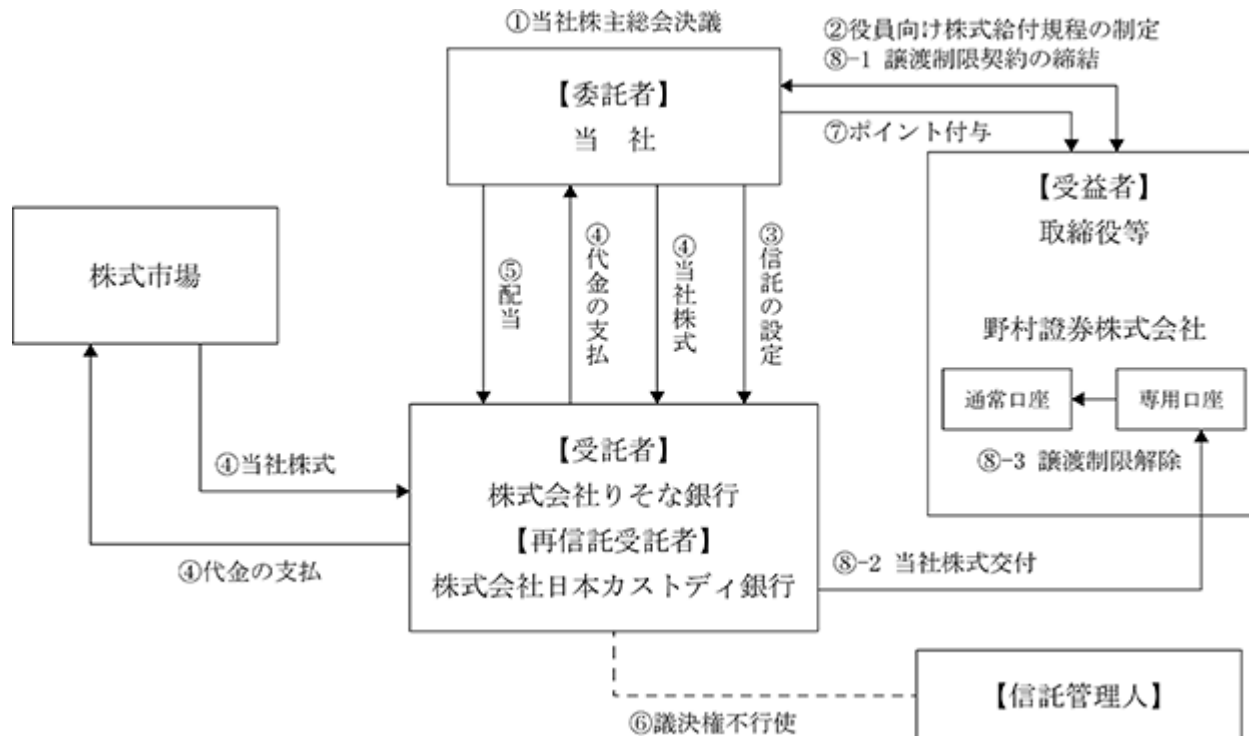 ①当社株主総会決議
②役員向け株式給付規程の制定
⑧-1 譲渡制限契約の締結
【委託者】
当 社
⑦ポイント付与
【受益者】
取締役等
株式市場
⑤配当
④代金の支払
④当社株式
③信託の設定
野村證券株式会社
通常口座
専用口座
⑧-3 譲渡制限解除
④当社株式
【受託者】
株式会社りそな銀行
【再信託受託者】
株式会社日本カストディ銀行
④代金の支払
⑧-2 当社株式交付
【信託管理人】
⑥議決権不行使